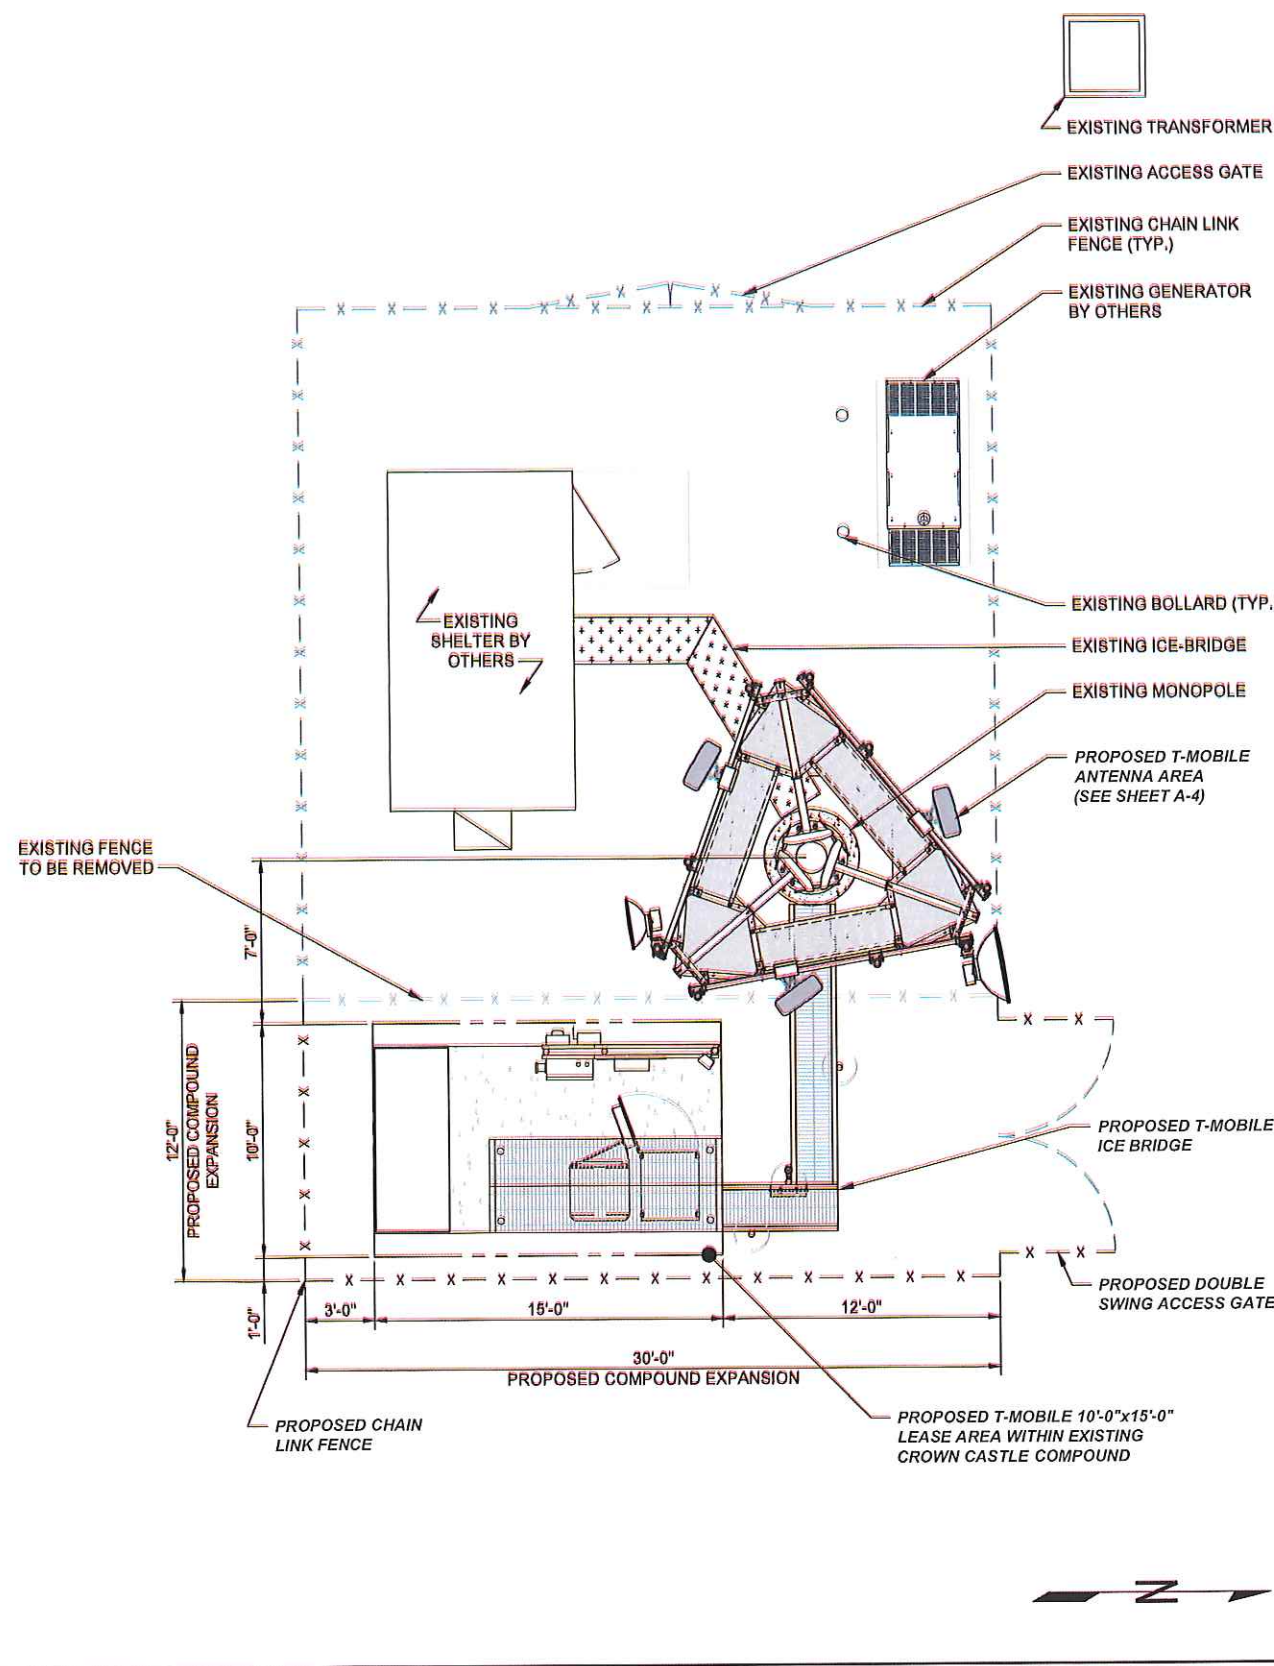 EXISTING TRANSFORMER
EXISTING ACCESS GATE
EXISTING CHAIN LINK
FENCE (TYP.)
EXISTING GENERATOR
BY OTHERS
EXISTING
SHELTER BY
OTHERS
EXISTING BOLLARD (TYP.
EXISTING ICE-BRIDGE
EXISTING MONOPOLE
PROPOSED T-MOBILE
ANTENNA AREA
(SEE SHEET A-4)
EXISTING FENCE
TO BE REMOVED
7'-0"
12'-0"
PROPOSED COMPOUND
EXPANSION
10'-0"
1'-0"
PROPOSED T-MOBILE
ICE BRIDGE
PROPOSED DOUBLE
SWING ACCESS GATE
3'-0"
15'-0"
12'-0"
30'-0"
PROPOSED COMPOUND EXPANSION
PROPOSED CHAIN
LINK FENCE
PROPOSED T-MOBILE 10'-0"x15'-0"
LEASE AREA WITHIN EXISTING
CROWN CASTLE COMPOUND
N